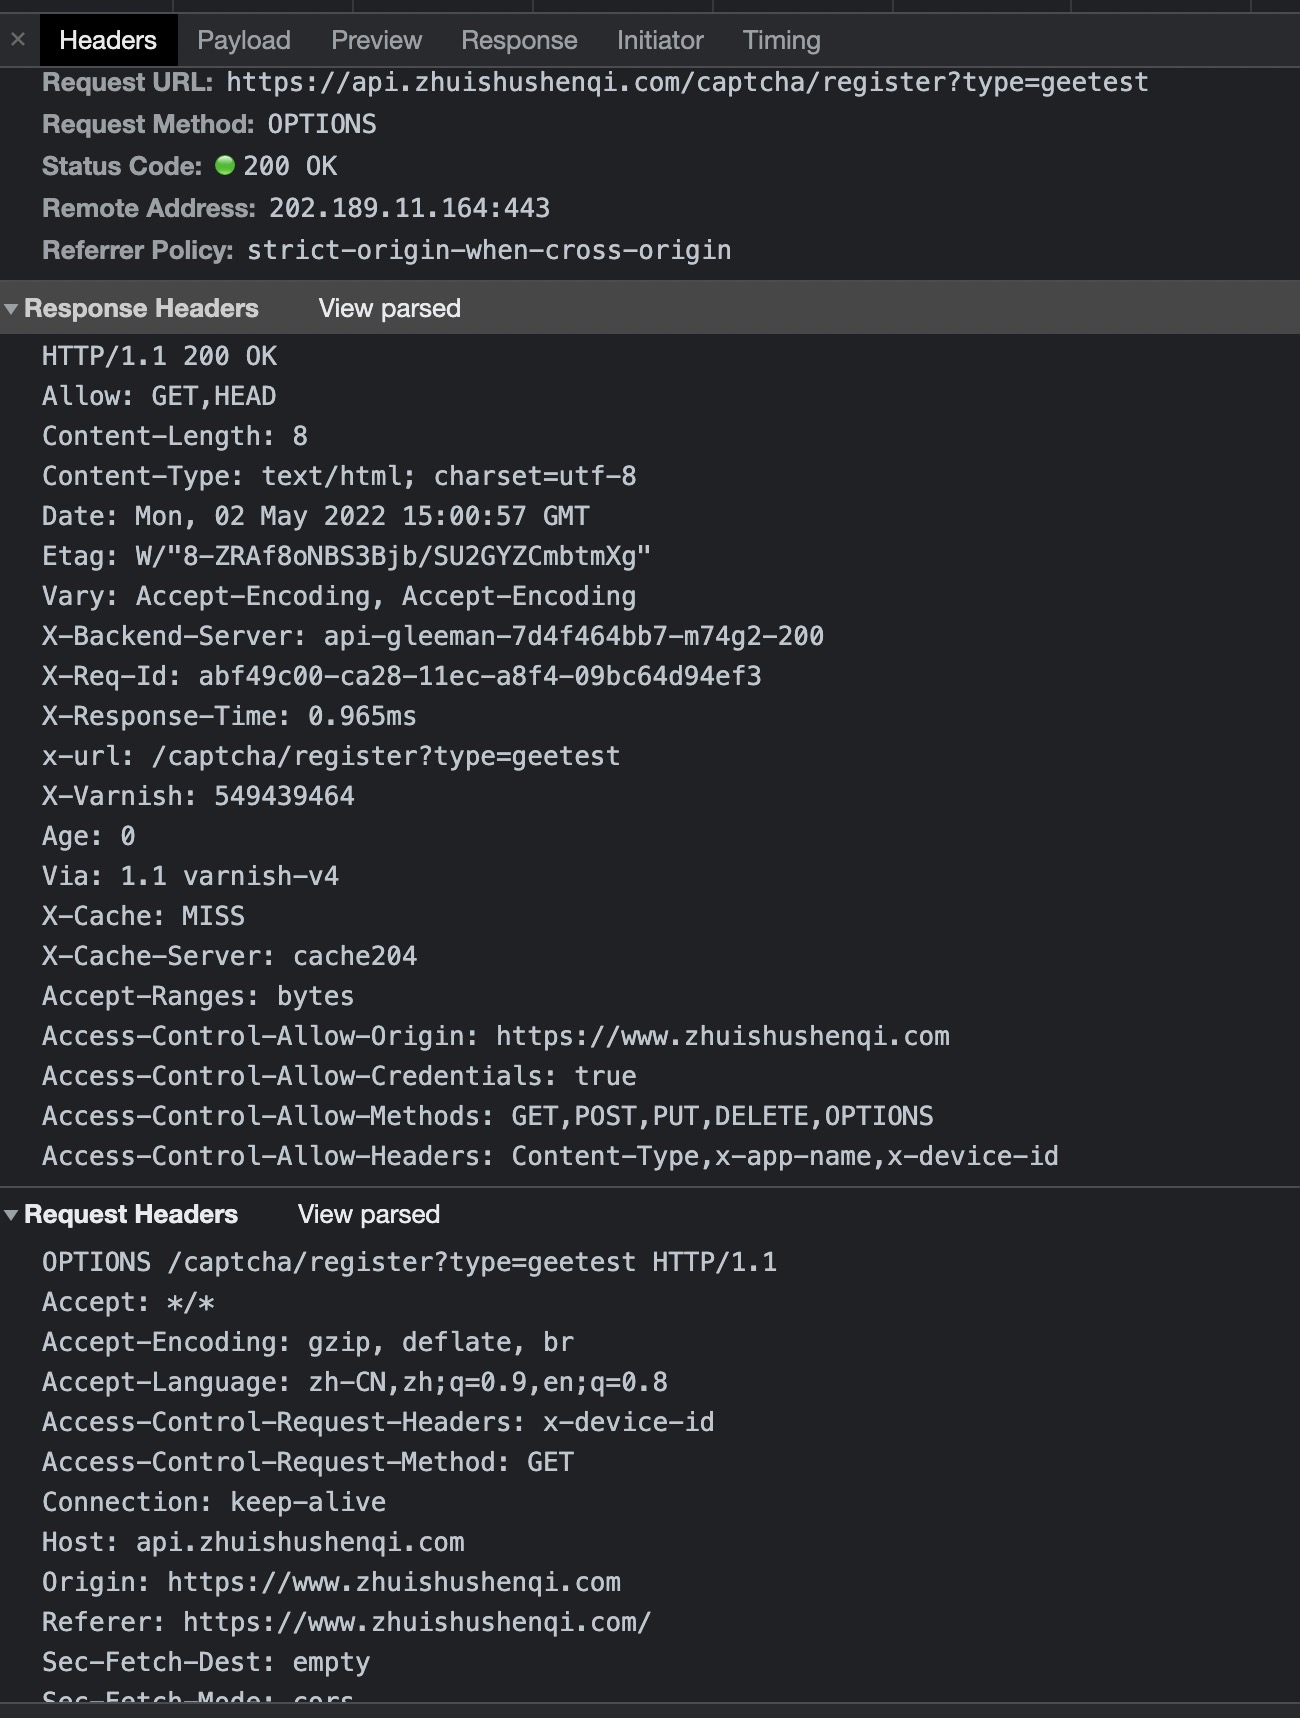 Headers Payload Preview Response Initiator Timing
Request URL: https://api.zhuishushenqi.com/captcha/register?type=geetest
Request Method: OPTIONS
Status Code: 200 OK
Remote Address: 202.189.11.164:443
Referrer Policy: strict-origin-when-cross-origin
Response Headers View parsed
HTTP/1.1 200 OK
Allow: GET,HEAD
Content-Length: 8
Content-Type: text/html; charset=utf-8
Date: Mon, 02 May 2022 15:00:57 GMT
Etag: W/"8-ZRAf8oNBS3Bjb/SU2GYZCmbtmXg"
Vary: Accept-Encoding, Accept-Encoding
X-Backend-Server: api-gleeman-7d4f464bb7-m74g2-200
X-Req-Id: abf49c00-ca28-11ec-a8f4-09bc64d94ef3
X-Response-Time: 0.965ms
x-url: /captcha/register?type=geetest
X-Varnish: 549439464
Age: 0
Via: 1.1 varnish-v4
X-Cache: MISS
X-Cache-Server: cache204
Accept-Ranges: bytes
Access-Control-Allow-Origin: https://www.zhuishushenqi.com
Access-Control-Allow-Credentials: true
Access-Control-Allow-Methods: GET,POST,PUT,DELETE,OPTIONS
Access-Control-Allow-Headers: Content-Type,x-app-name,x-device-id
Request Headers View parsed
OPTIONS /captcha/register?type=geetest HTTP/1.1
Accept: */*
Accept-Encoding: gzip, deflate, br
Accept-Language: zh-CN,zh;q=0.9,en;q=0.8
Access-Control-Request-Headers: x-device-id
Access-Control-Request-Method: GET
Connection: keep-alive
Host: api.zhuishushenqi.com
Origin: https://www.zhuishushenqi.com
Referer: https://www.zhuishushenqi.com/
Sec-Fetch-Dest: empty
Sec-Fetch-Mode: cors